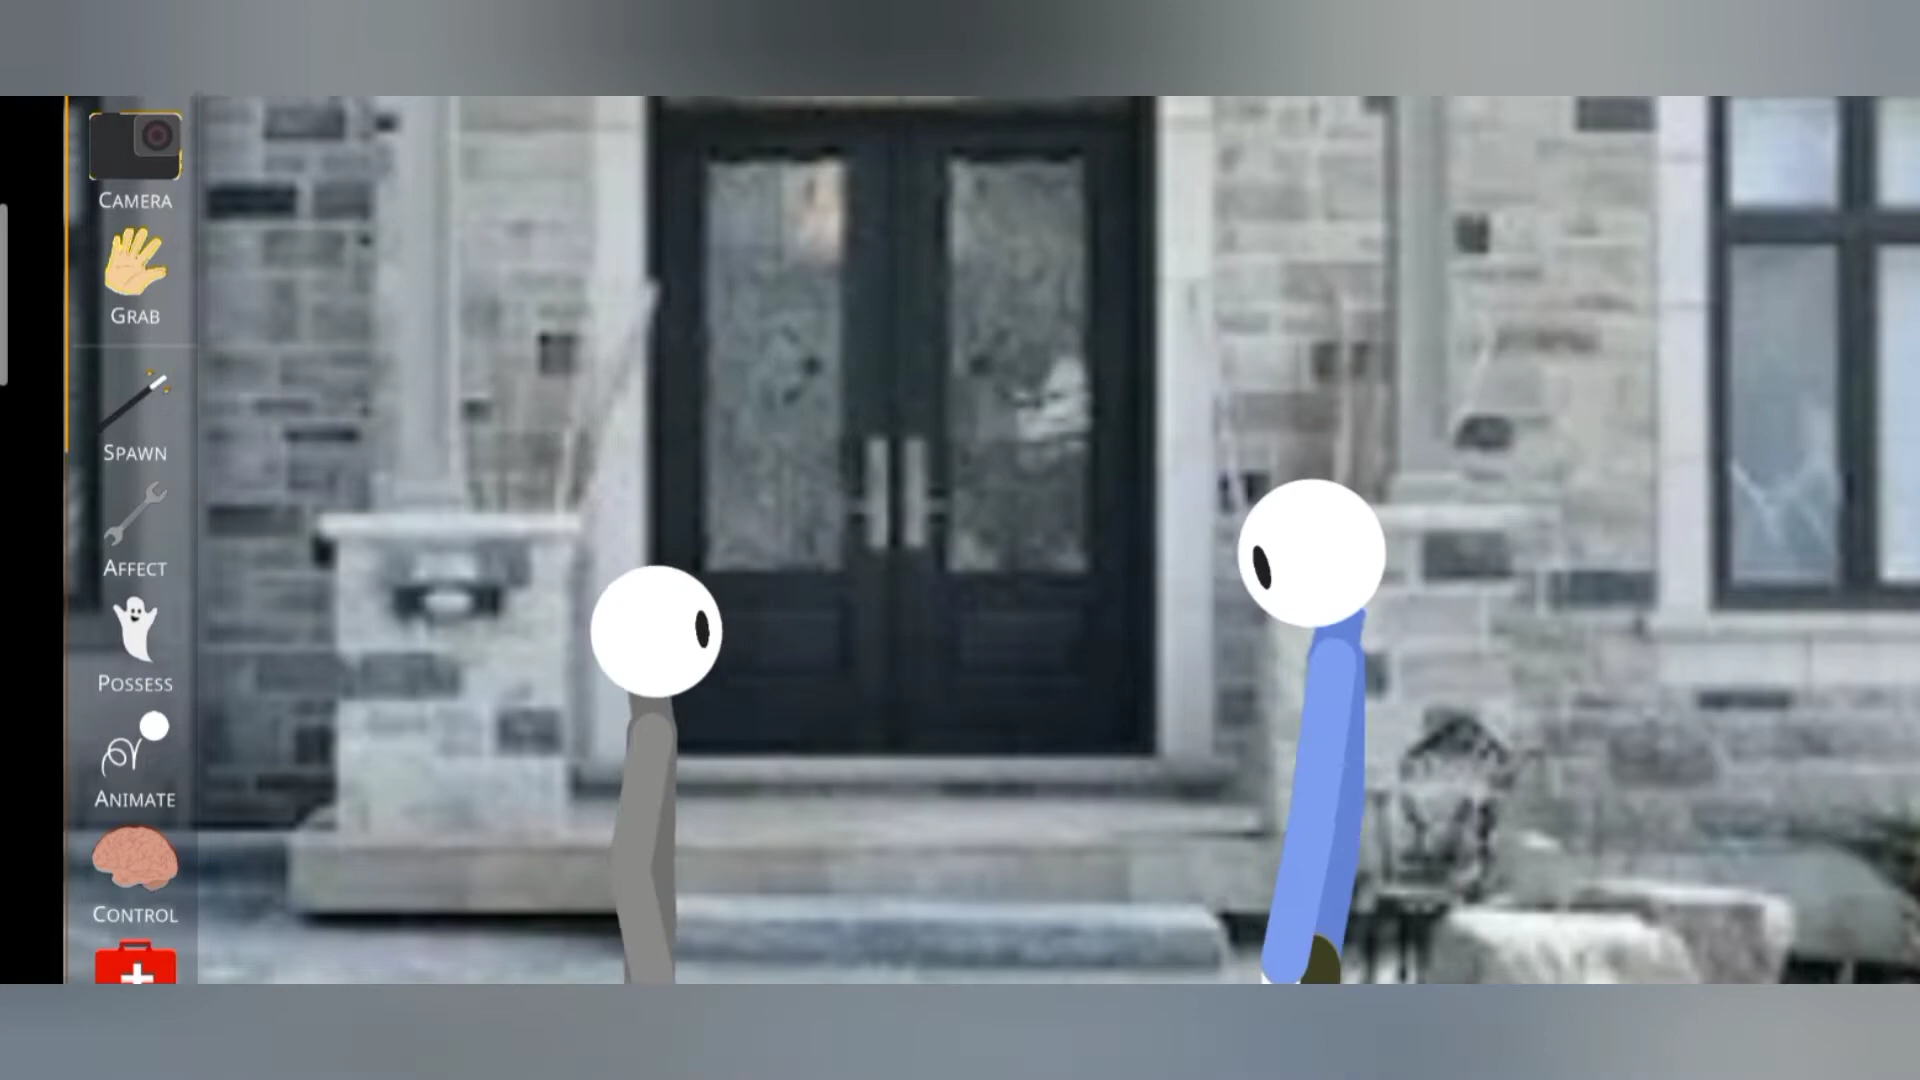 CAMERA
GRAB
SPAWN
AFFECT
POSSESS
ANIMATE
CONTROL